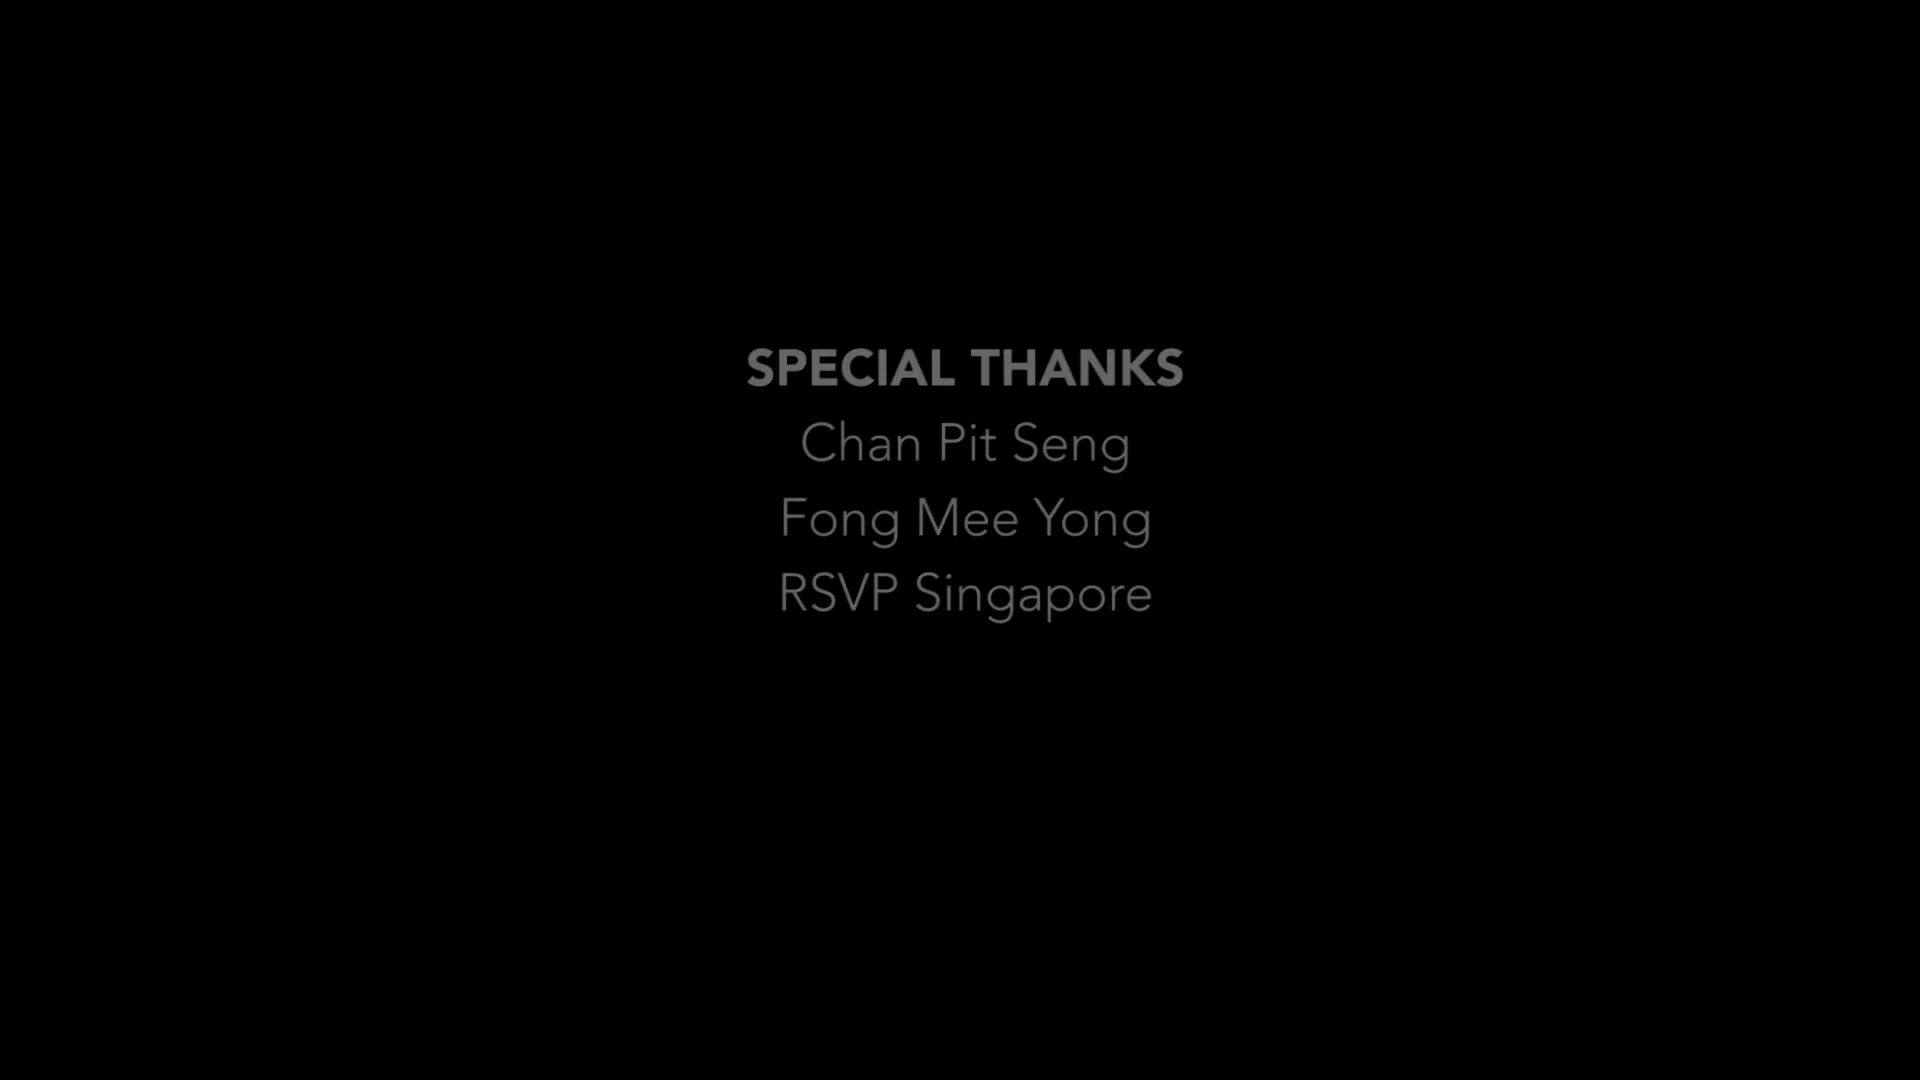 SPECIAL THANKS
Chan Pit Seng
Fong Mee Yong
RSVP Singapore